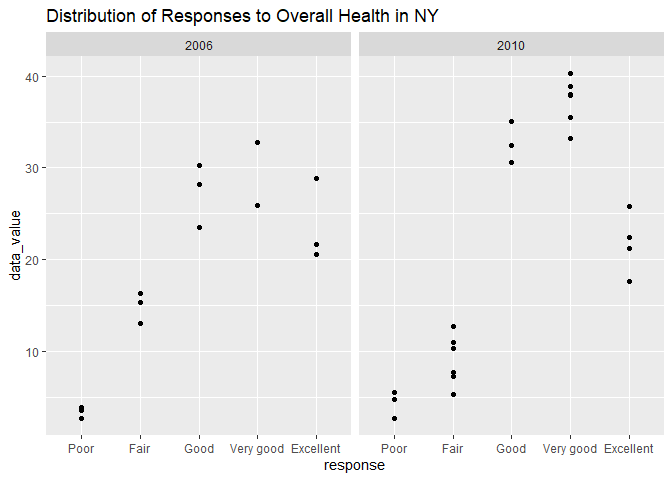 Distribution of Responses to Overall Health in NY
2006 2010
40
30
20
10
data_value
Poor Fair Good Very good Excellent Poor Fair Good Very good Excellent
response